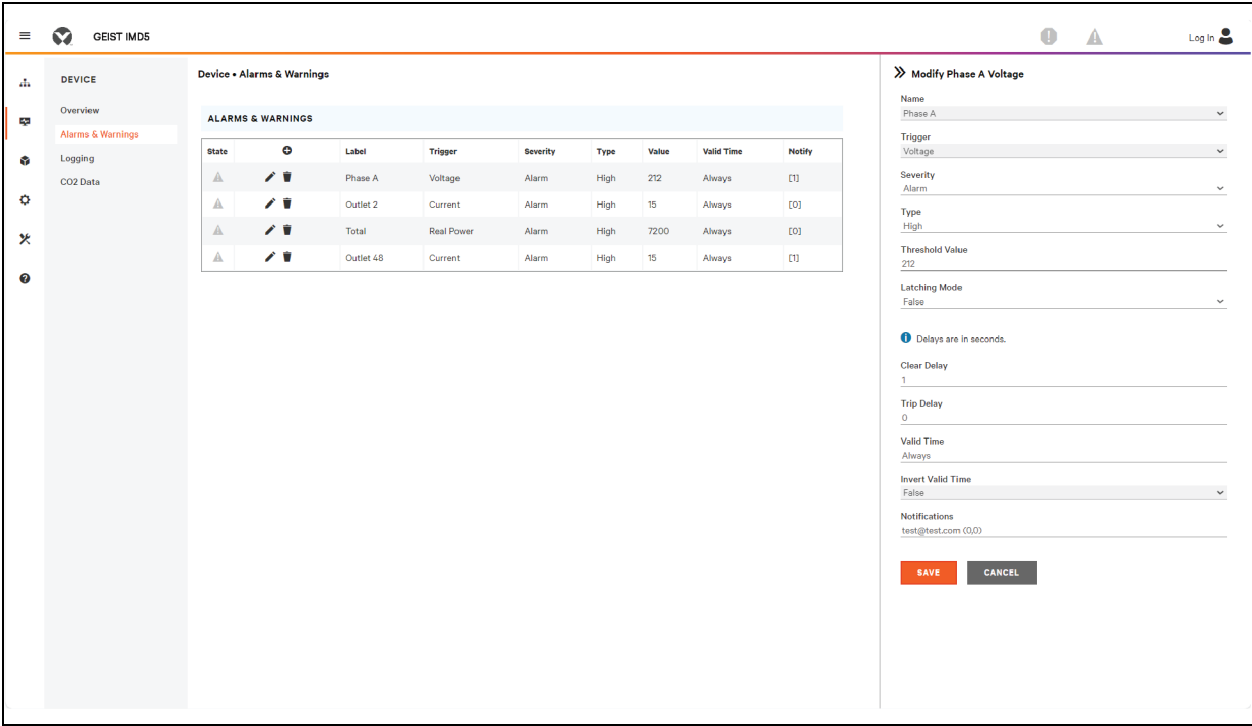 GEIST IMD5
Log In
DEVICE
Overview
Alarms & Warnings
Logging
CO2 Data
Device • Alarms & Warnings
ALARMS & WARNINGS
State Label Trigger Severity Type Value Valid Time Notify
Phase A Voltage Alarm High 212 Always [1]
Outlet 2 Current Alarm High 15 Always [0]
Total Real Power Alarm High 7200 Always [0]
Outlet 48 Current Alarm High 15 Always [1]
Modify Phase A Voltage
Name
Phase A
Trigger
Voltage
Severity
Alarm
Type
High
Threshold Value
212
Latching Mode
False
Delays are in seconds.
Clear Delay
1
Trip Delay
0
Valid Time
Always
Invert Valid Time
False
Notifications
test@test.com (0,0)
SAVE CANCEL